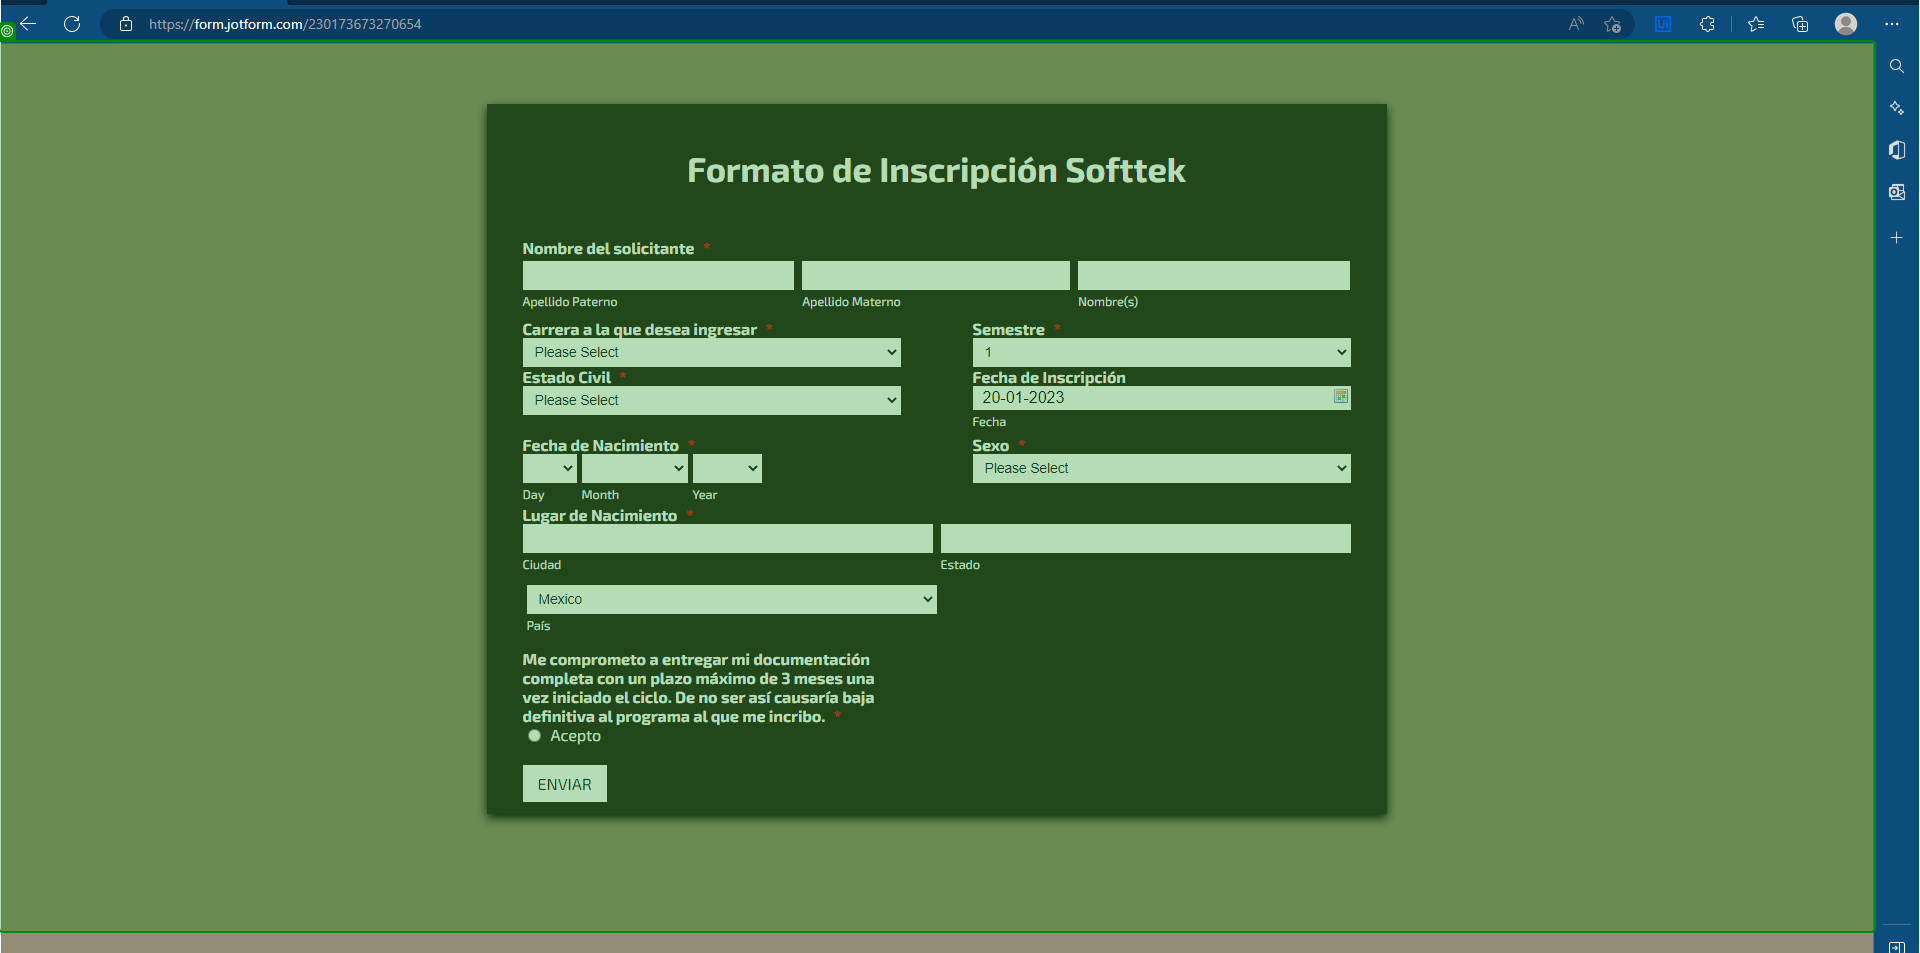 https://form.jotform.com/230173673270654
Formato de Inscripción Softtek
Nombre del solicitante *
Apellido Paterno Apellido Materno Nombre(s)
Carrera a la que desea ingresar * Semestre *
Please Select 1
Estado Civil * Fecha de Inscripción
Please Select 20-01-2023
Fecha
Fecha de Nacimiento * Sexo *
Please Select
Day Month Year
Lugar de Nacimiento *
Ciudad Estado
Mexico
País
Me comprometo a entregar mi documentación
completa con un plazo máximo de 3 meses una
vez iniciado el ciclo. De no ser así causaría baja
definitiva al programa al que me incribo. *
Acepto
ENVIAR